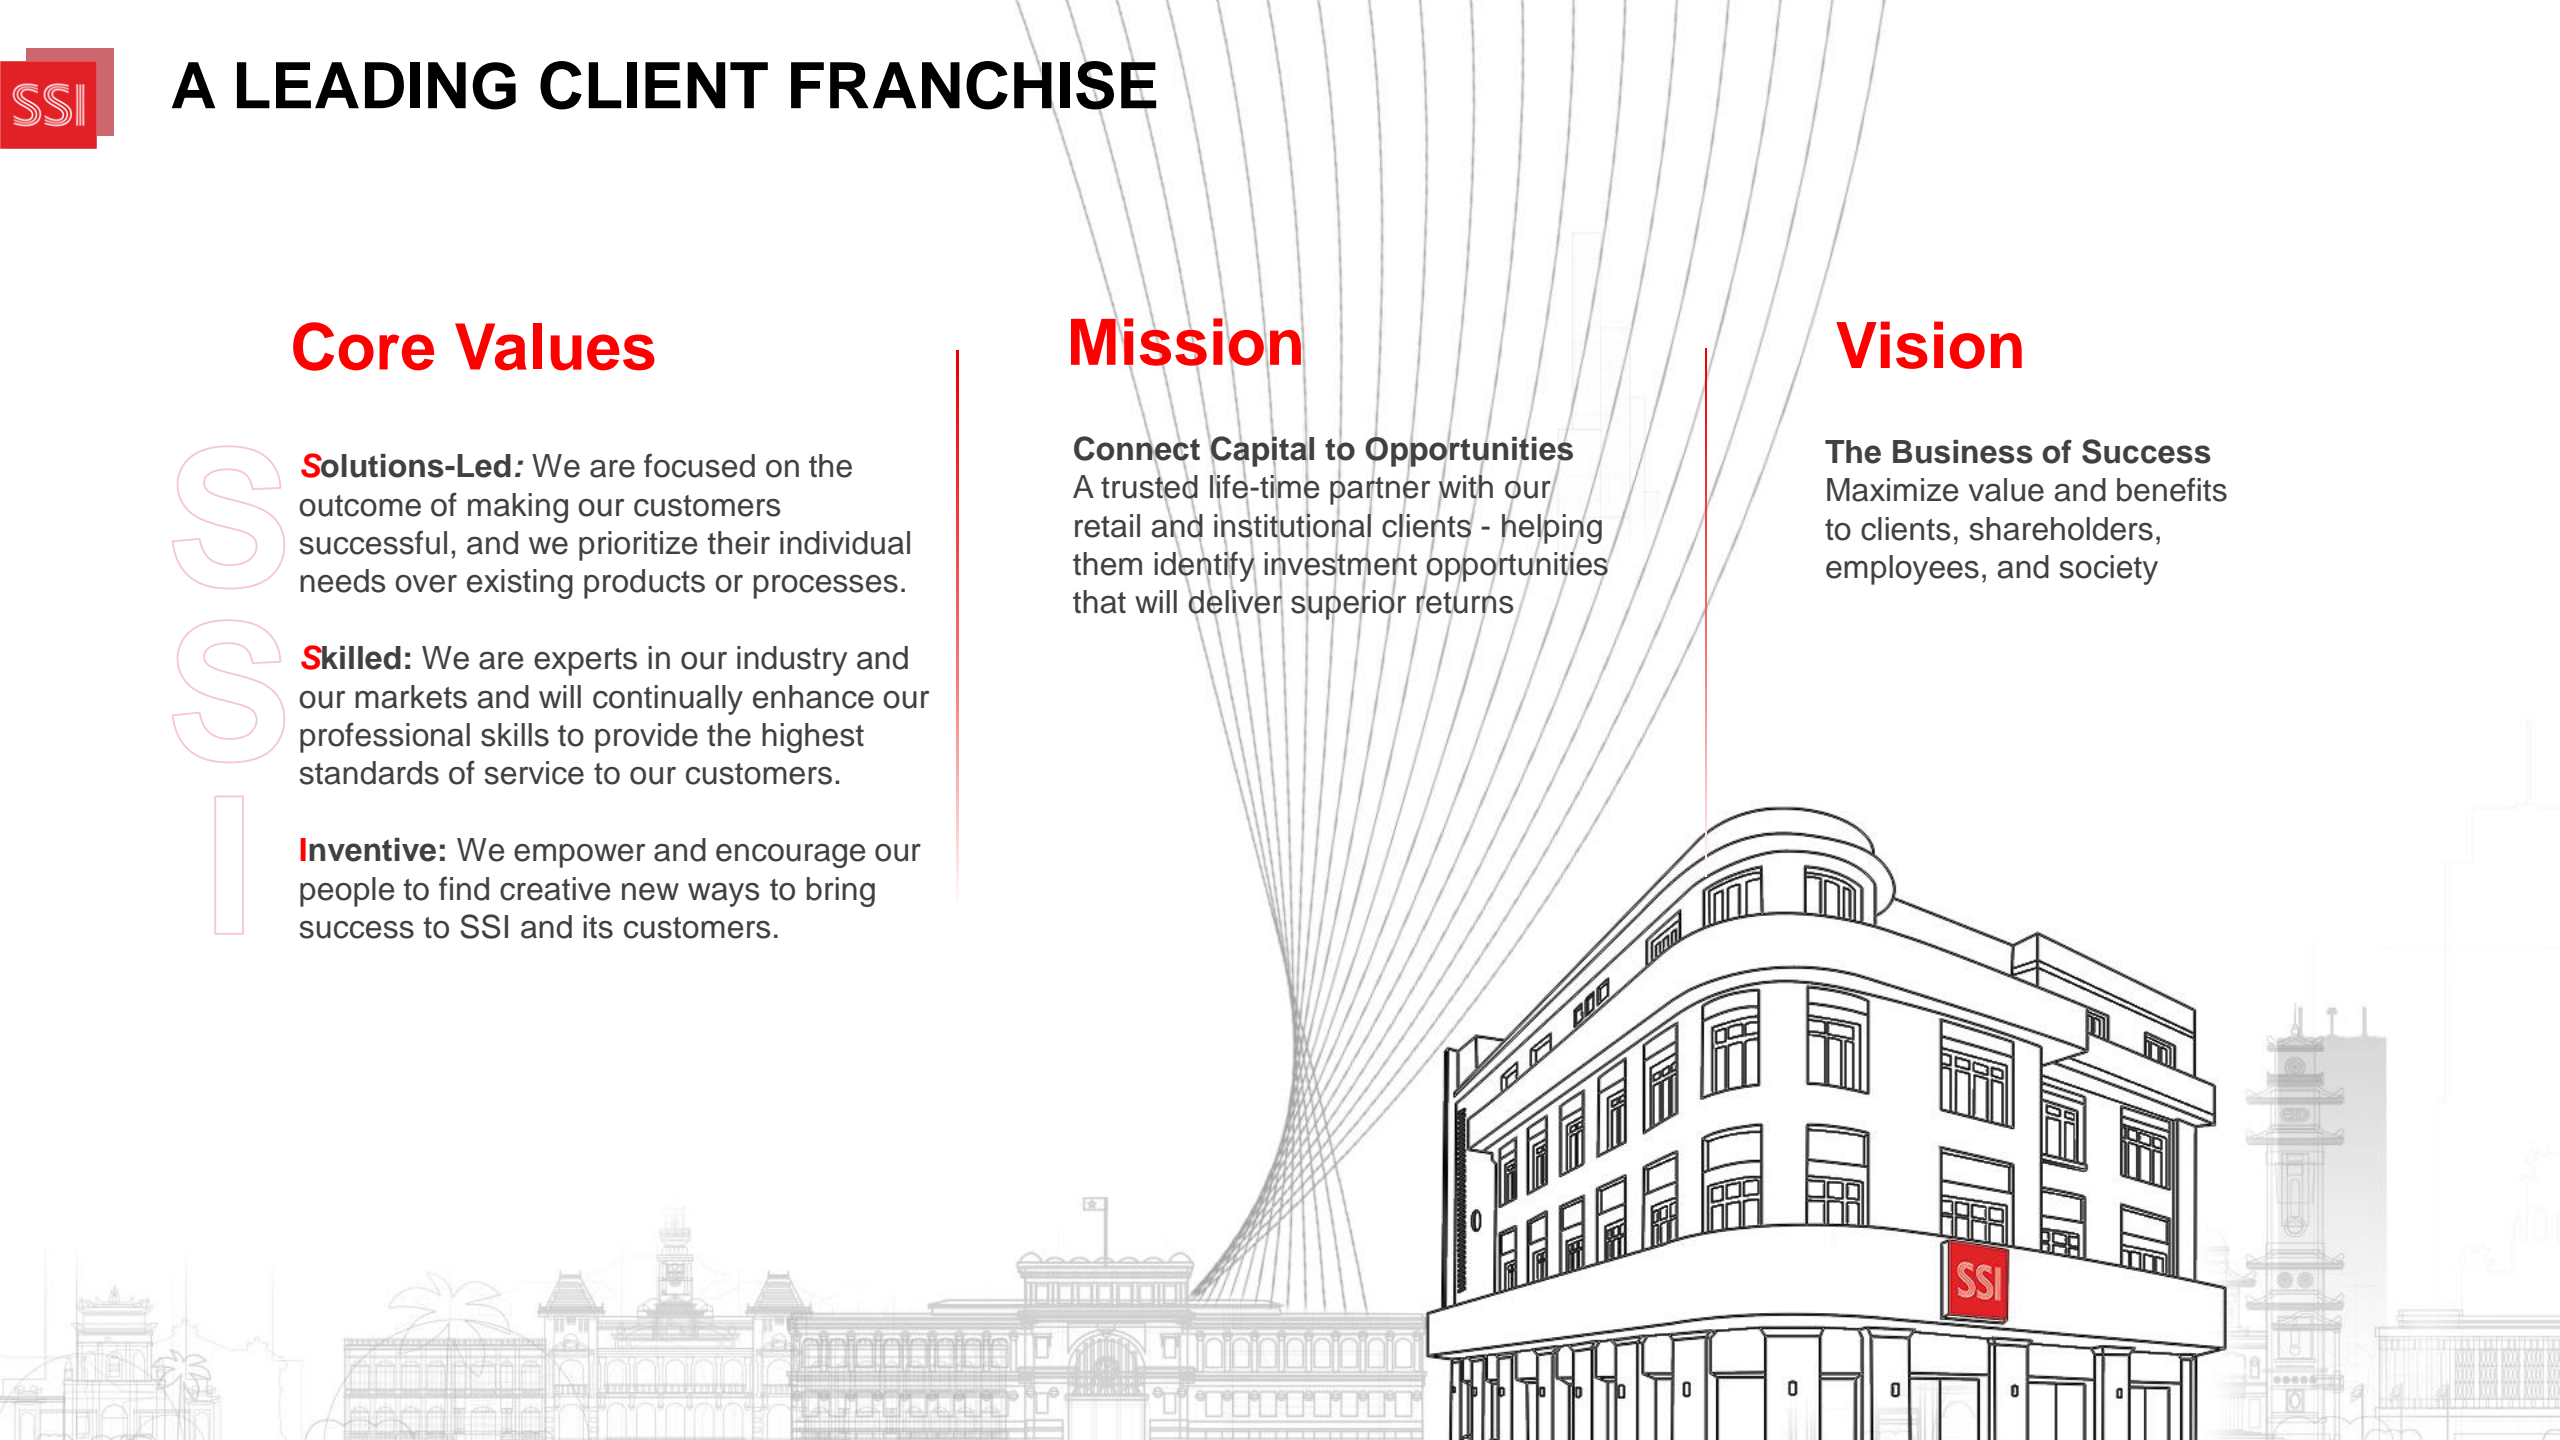 SSI
A LEADING CLIENT FRANCHISE
Core Values
S
Solutions-Led: We are focused on the
outcome of making our customers
successful, and we prioritize their individual
needs over existing products or processes.
S
Skilled: We are experts in our industry and
our markets and will continually enhance our
professional skills to provide the highest
standards of service to our customers.
I
Inventive: We empower and encourage our
people to find creative new ways to bring
success to SSI and its customers.
Mission
Connect Capital to Opportunities
A trusted life-time partner with our
retail and institutional clients - helping
them identify investment opportunities
that will deliver superior returns
Vision
The Business of Success
Maximize value and benefits
to clients, shareholders,
employees, and society
SSI